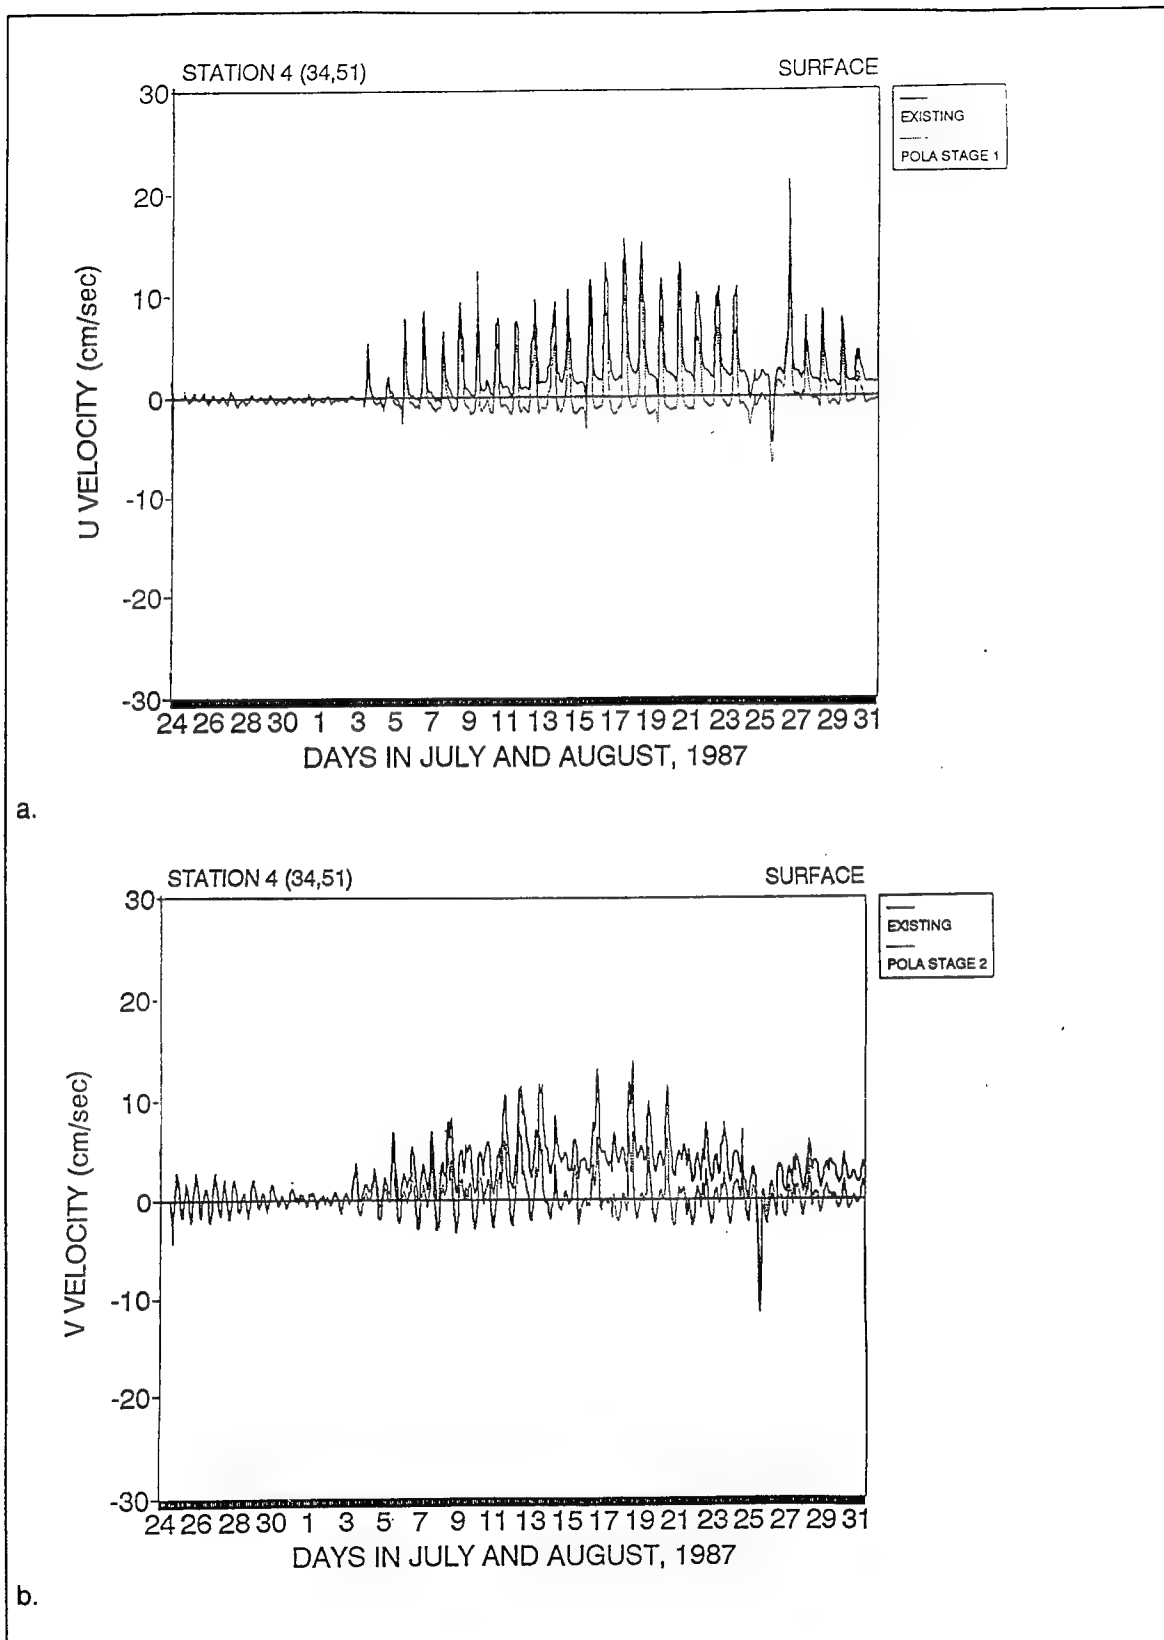 STATION 4 (34,51) SURFACE
EXISTING
POLA STAGE 1
30
20
10
0
-10
-20
-30
U VELOCITY (cm/sec)
24 26 28 30 1 3 5 7 9 11 13 15 17 19 21 23 25 27 29 31
DAYS IN JULY AND AUGUST, 1987
a.
STATION 4 (34,51) SURFACE
EXISTING
POLA STAGE 2
30
20
10
0
-10
-20
-30
V VELOCITY (cm/sec)
24 26 28 30 1 3 5 7 9 11 13 15 17 19 21 23 25 27 29 31
DAYS IN JULY AND AUGUST, 1987
b.